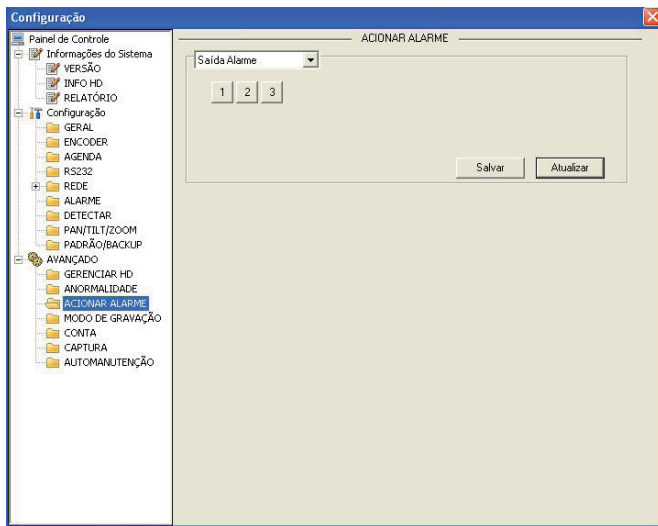 Configuração
Painel de Controle
Informações do Sistema
VERSÃO
INFO HD
RELATÓRIO
Configuração
GERAL
ENCODER
AGENDA
RS232
REDE
ALARME
DETECTAR
PAN/TILT/ZOOM
PADRÃO/BACKUP
AVANÇADO
GERENCIAR HD
ANORMALIDADE
ACIONAR ALARME
MODO DE GRAVAÇÃO
CONTA
CAPTURA
AUTOMANUTENÇÃO
ACIONAR ALARME
Saída Alarme
1 2 3
Salvar Atualizar